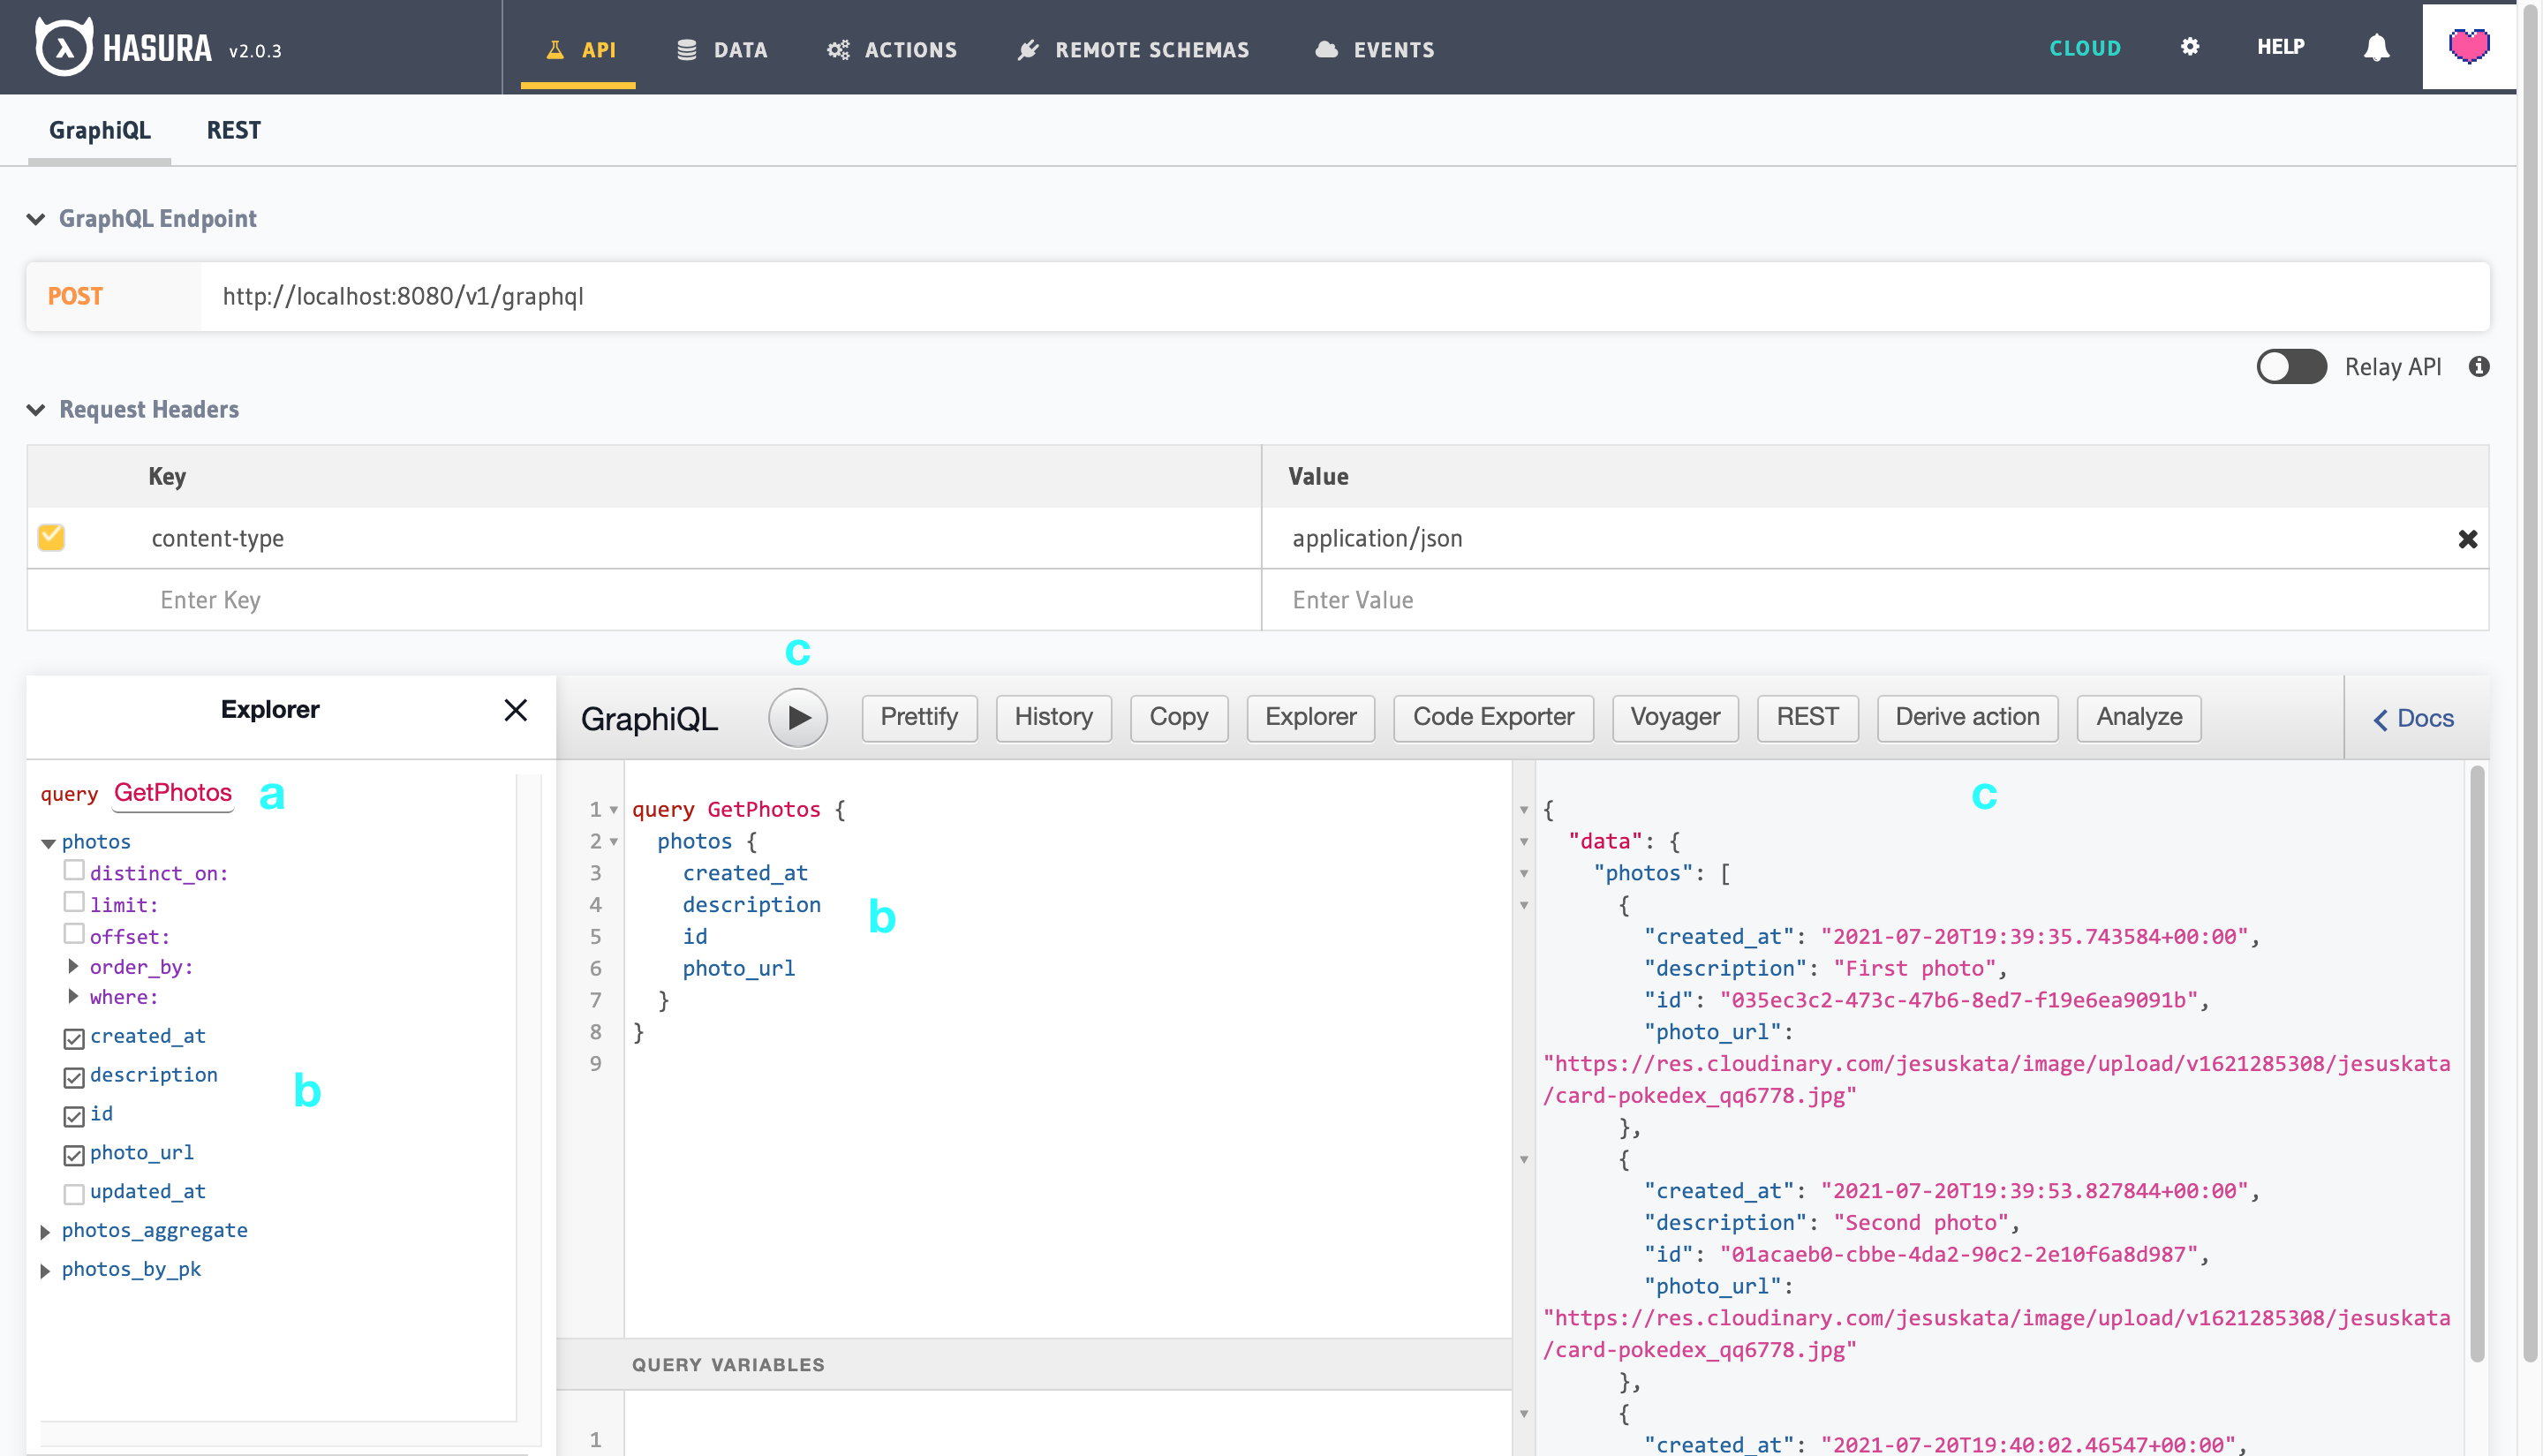 HASURA v2.0.3 API DATA ACTIONS REMOTE SCHEMAS EVENTS CLOUD HELP
GraphiQL REST
GraphQL Endpoint
POST http://localhost:8080/v1/graphql
Relay API
Request Headers
Key Value
content-type application/json
Enter Key Enter Value
c
Explorer
GraphiQL Prettify History Copy Explorer Code Exporter Voyager REST Derive action Analyze Docs
query GetPhotos a
photos
distinct_on:
limit:
offset:
order_by:
where:
created_at
description
b
id
photo_url
updated_at
photos_aggregate
photos_by_pk
1 query GetPhotos {
2 photos {
3 created_at
4 description
b
5 id
6 photo_url
7 }
8 }
9
QUERY VARIABLES
1
c
{
"data": {
"photos": [
{
"created_at": "2021-07-20T19:39:35.743584+00:00",
"description": "First photo",
"id": "035ec3c2-473c-47b6-8ed7-f19e6ea9091b",
"photo_url":
"https://res.cloudinary.com/jesuskata/image/upload/v1621285308/jesuskata
/card-pokedex_qq6778.jpg"
},
{
"created_at": "2021-07-20T19:39:53.827844+00:00",
"description": "Second photo",
"id": "01acaeb0-cbbe-4da2-90c2-2e10f6a8d987",
"photo_url":
"https://res.cloudinary.com/jesuskata/image/upload/v1621285308/jesuskata
/card-pokedex_qq6778.jpg"
},
{
"created_at": "2021-07-20T19:40:02.46547+00:00",